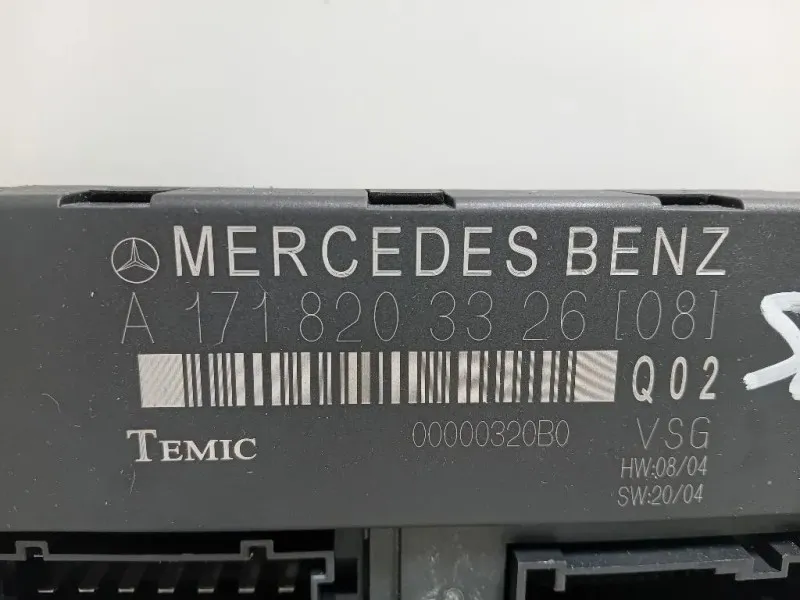 MERCEDES BENZ
A 171 820 33 26 [08]
Q02
TEMIC 00000320B0 VSG
HW:08/04
SW:20/04